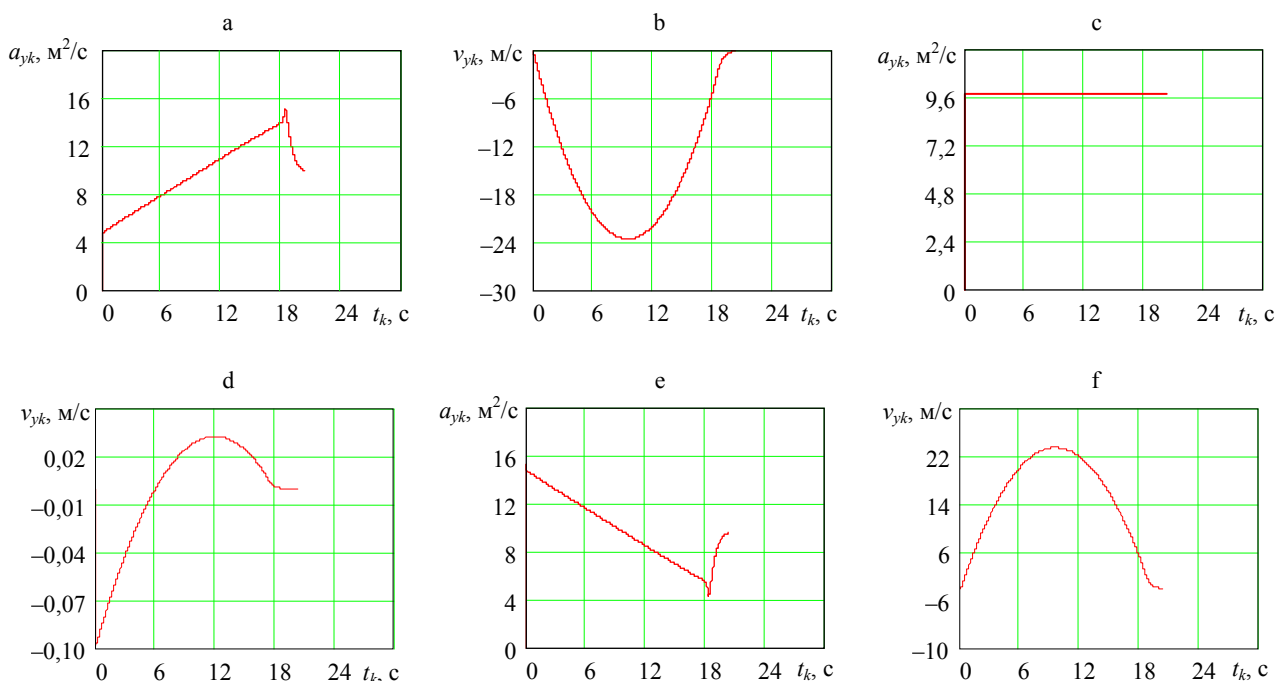 a
b
c
a_yk, м²/с
16
12
8
4
0
0 6 12 18 24 t_k, с
v_yk, м/с
–6
–12
–18
–24
–30
0 6 12 18 24 t_k, с
a_yk, м²/с
9,6
7,2
4,8
2,4
0
0 6 12 18 24 t_k, с
d
e
f
v_yk, м/с
0,02
–0,01
–0,04
–0,07
–0,10
0 6 12 18 24 t_k, с
a_yk, м²/с
16
12
8
4
0
0 6 12 18 24 t_k, с
v_yk, м/с
22
14
6
–6
–10
0 6 12 18 24 t_k, с